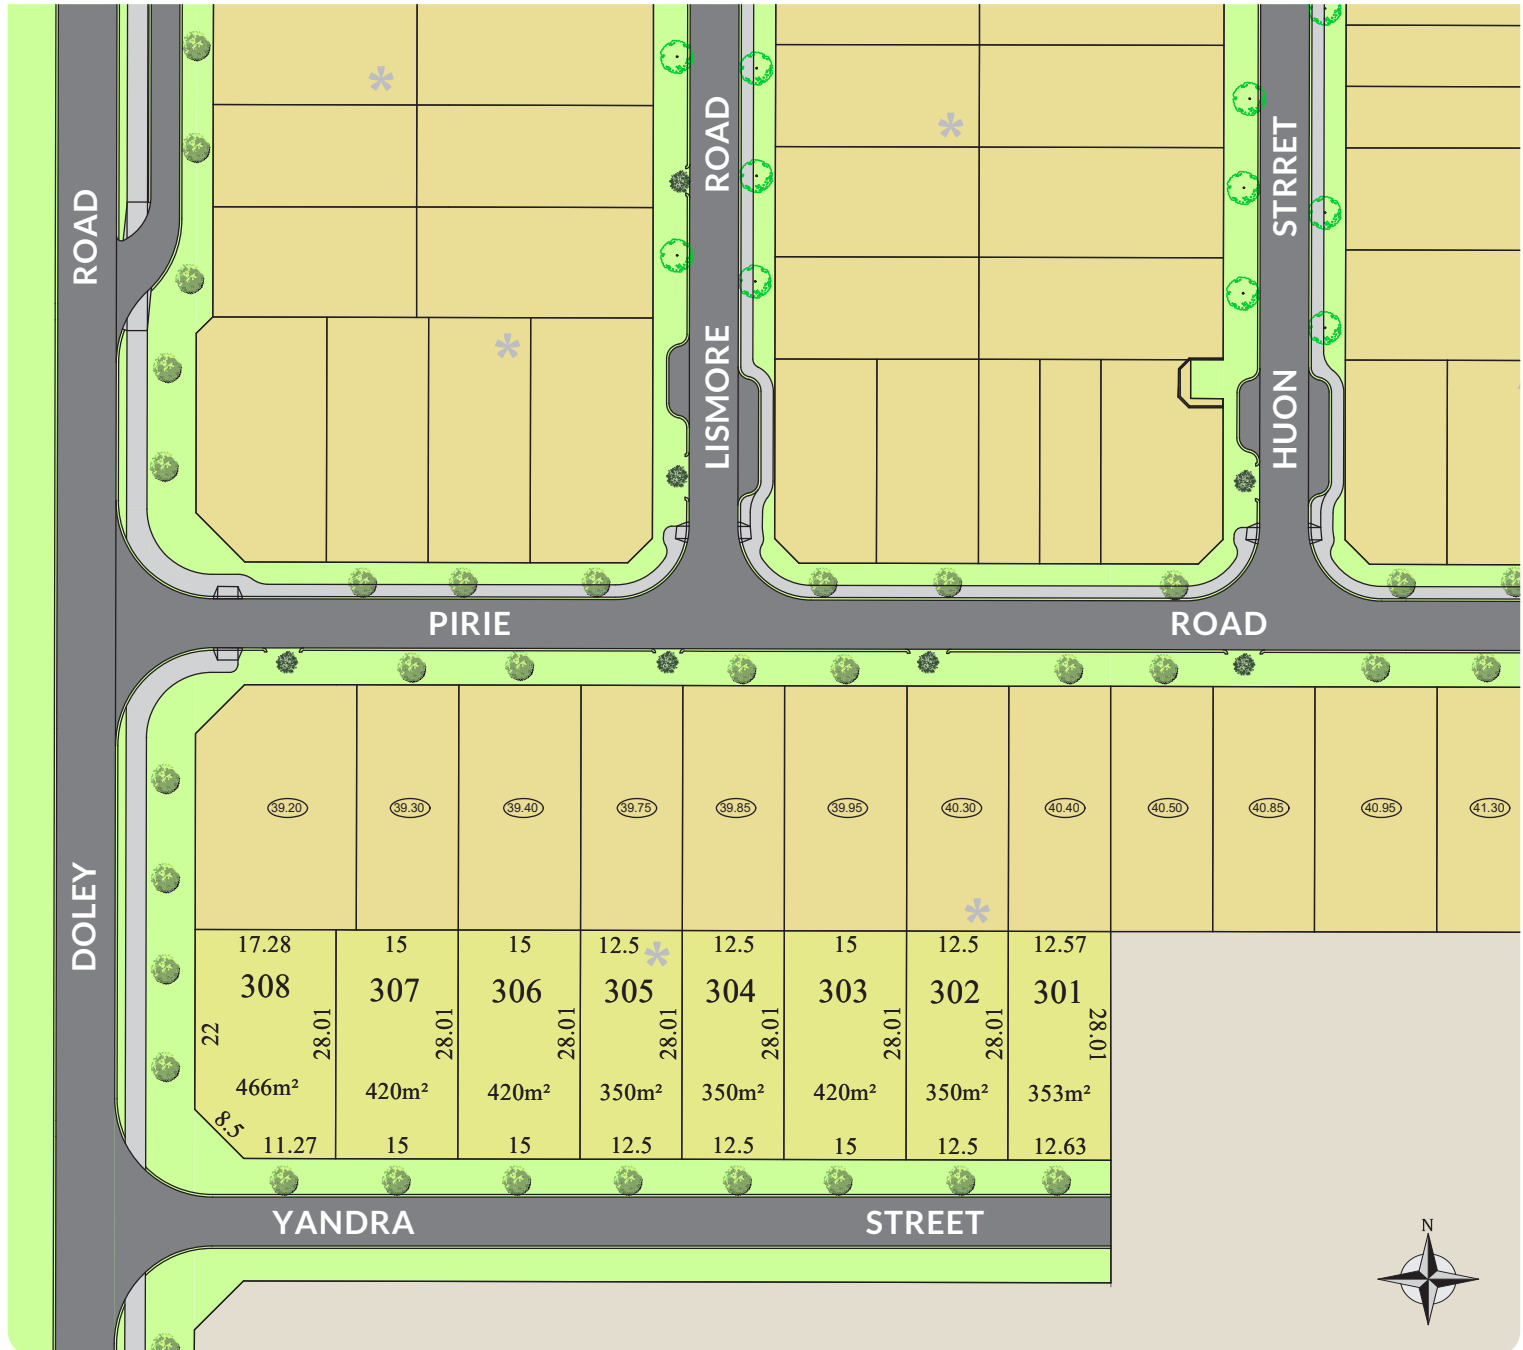 ROAD
ROAD
STRRET
LISMORE
HUON
PIRIE ROAD
DOLEY
39.20 39.30 39.40 39.75 39.85 39.95 40.30 40.40 40.50 40.85 40.95 41.30
*
*
*
*
*
17.28 15 15 12.5 12.5 15 12.5 12.57
308 307 306 305 304 303 302 301
22 28.01 28.01 28.01 28.01 28.01 28.01 28.01 28.01
466m² 420m² 420m² 350m² 350m² 420m² 350m² 353m²
8.5
11.27 15 15 12.5 12.5 15 12.5 12.63
YANDRA STREET
N